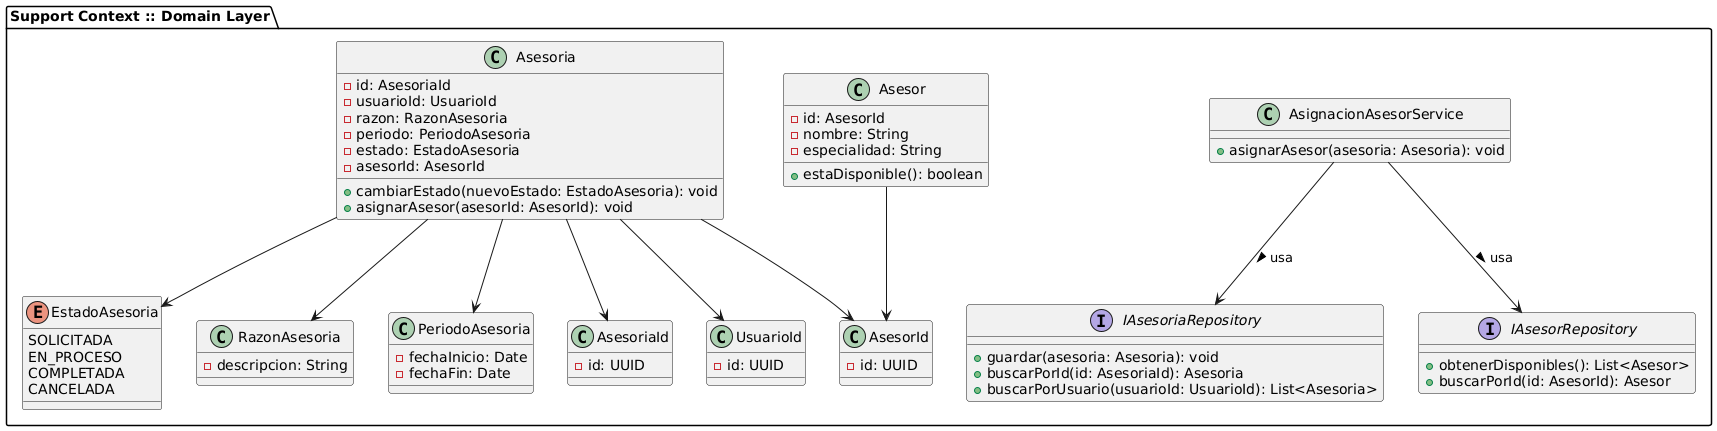 Support Context :: Domain Layer
C Asesoria
id: AsesoriaId
usuarioId: UsuarioId
razon: RazonAsesoria
periodo: PeriodoAsesoria
estado: EstadoAsesoria
asesorId: AsesorId
cambiarEstado(nuevoEstado: EstadoAsesoria): void
asignarAsesor(asesorId: AsesorId): void
C Asesor
id: AsesorId
nombre: String
especialidad: String
estaDisponible(): boolean
C AsignacionAsesorService
asignarAsesor(asesoria: Asesoria): void
usa
usa
E EstadoAsesoria
SOLICITADA
EN_PROCESO
COMPLETADA
CANCELADA
C RazonAsesoria
descripcion: String
C PeriodoAsesoria
fechaInicio: Date
fechaFin: Date
C AsesoriaId
id: UUID
C UsuarioId
id: UUID
C AsesorId
id: UUID
I IAsesoriaRepository
guardar(asesoria: Asesoria): void
buscarPorId(id: AsesoriaId): Asesoria
buscarPorUsuario(usuarioId: UsuarioId): List<Asesoria>
I IAsesorRepository
obtenerDisponibles(): List<Asesor>
buscarPorId(id: AsesorId): Asesor